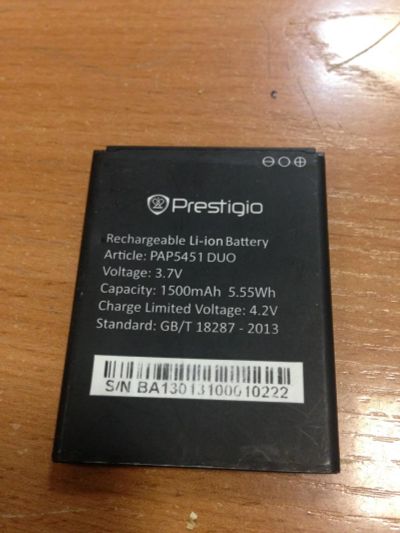 Prestigio
Rechargeable Li-ion Battery
Article: PAP5451 DUO
Voltage: 3.7V
Capacity: 1500mAh 5.55Wh
Charge Limited Voltage: 4.2V
Standard: GB/T 18287 - 2013
S/N BA13013100010222